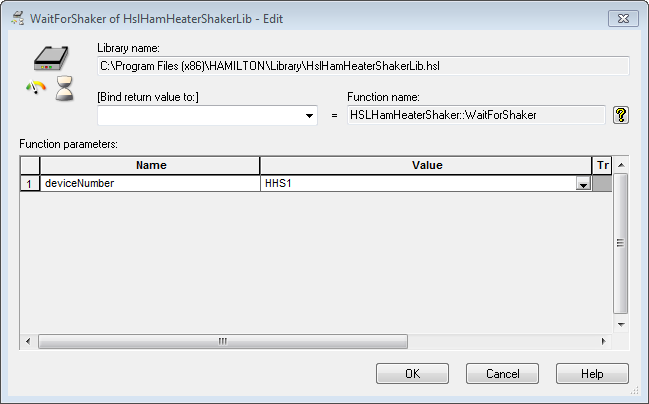 WaitForShaker of HslHamHeaterShakerLib - Edit
Library name:
C:\Program Files (x86)\HAMILTON\Library\HslHamHeaterShakerLib.hsl
[Bind return value to:] Function name:
= HSLHamHeaterShaker::WaitForShaker ?
Function parameters:
Name Value Tr
1 deviceNumber HHS1
OK Cancel Help